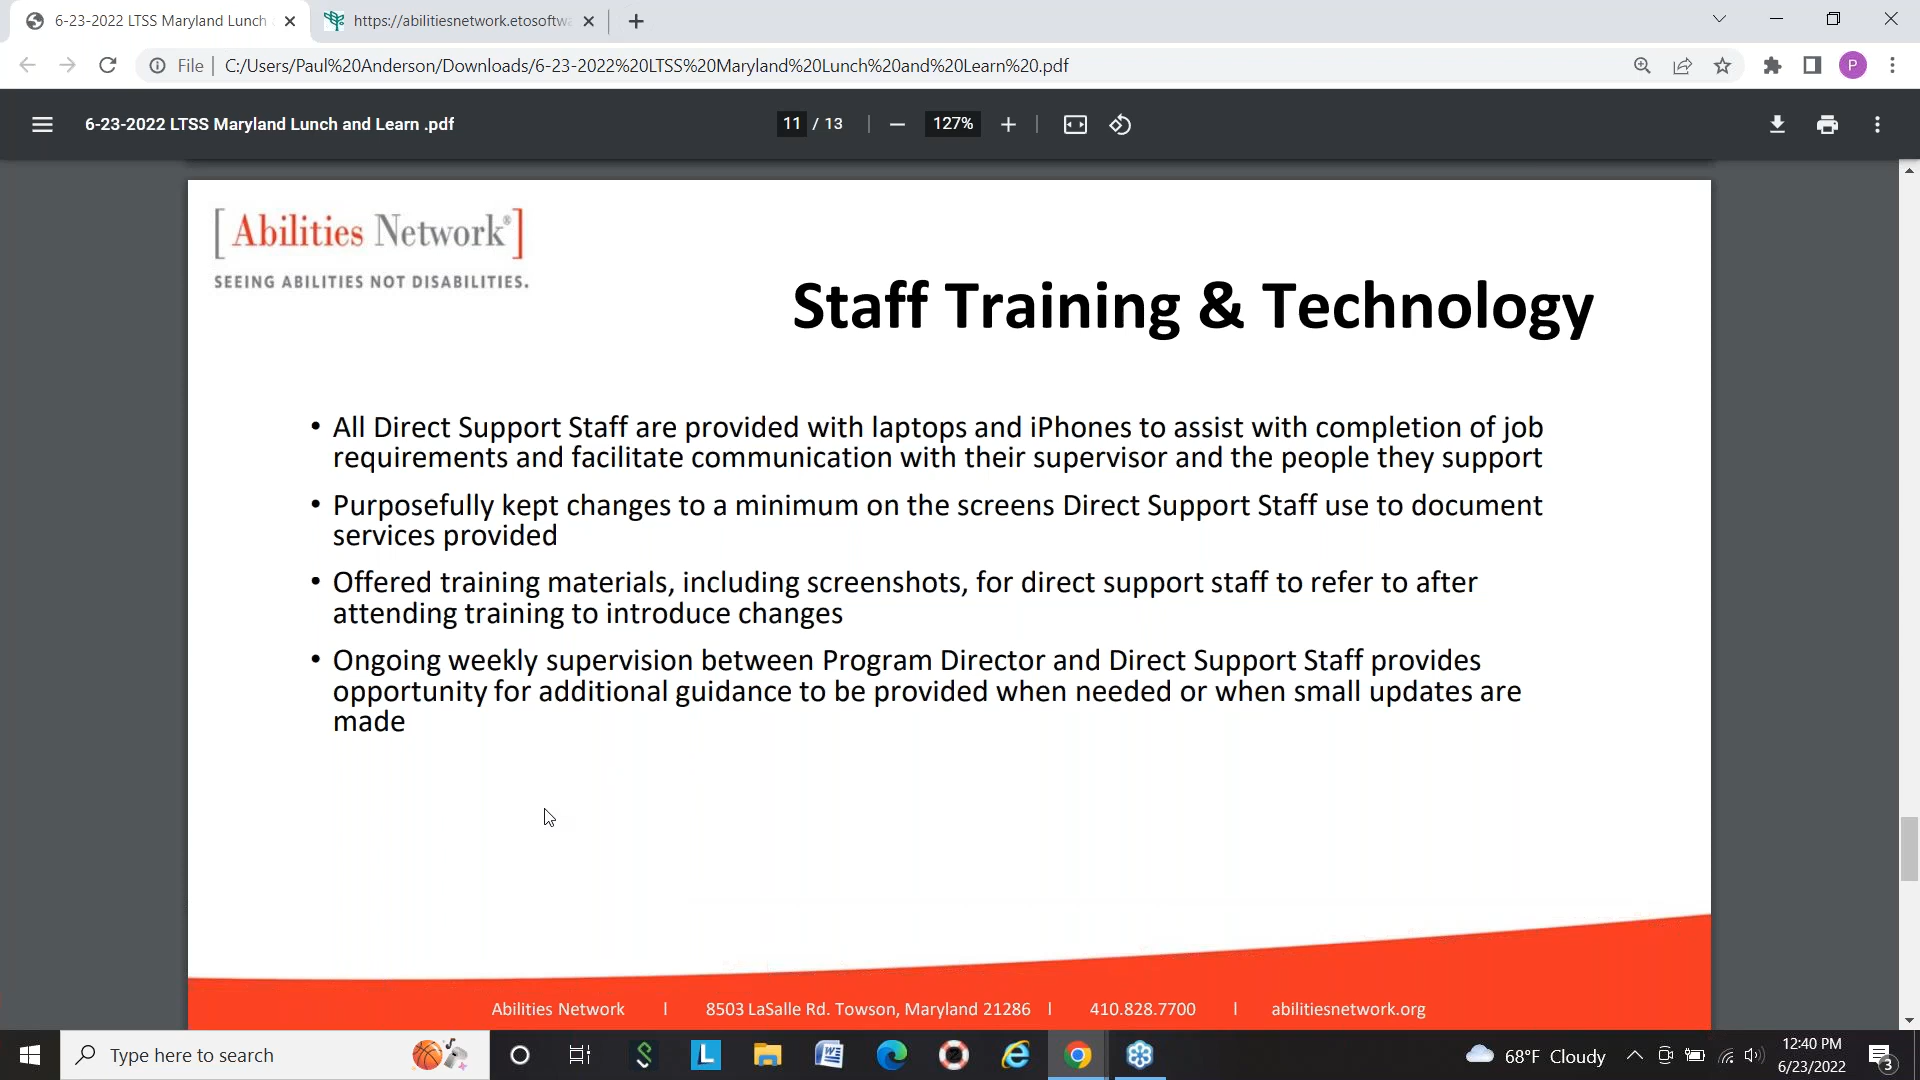 6-23-2022 LTSS Maryland Lunch
https://abilitiesnetwork.etosoftwa
File
C:/Users/Paul%20Anderson/Downloads/6-23-2022%20LTSS%20Maryland%20Lunch%20and%20Learn%20.pdf
P
6-23-2022 LTSS Maryland Lunch and Learn .pdf
11 / 13
127%
[Abilities Network®]
SEEING ABILITIES NOT DISABILITIES.
Staff Training & Technology
• All Direct Support Staff are provided with laptops and iPhones to assist with completion of job
requirements and facilitate communication with their supervisor and the people they support
• Purposefully kept changes to a minimum on the screens Direct Support Staff use to document
services provided
• Offered training materials, including screenshots, for direct support staff to refer to after
attending training to introduce changes
• Ongoing weekly supervision between Program Director and Direct Support Staff provides
opportunity for additional guidance to be provided when needed or when small updates are
made
Abilities Network | 8503 LaSalle Rd. Towson, Maryland 21286 | 410.828.7700 | abilitiesnetwork.org
Type here to search
L
W
68°F Cloudy
12:40 PM
6/23/2022
3